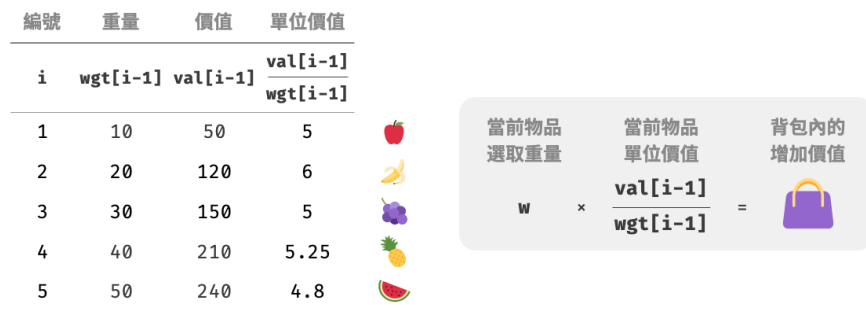 編號 重量 價值 單位價值
i wgt[i-1] val[i-1] val[i-1]
wgt[i-1]
1 10 50 5
2 20 120 6
3 30 150 5
4 40 210 5.25
5 50 240 4.8
當前物品 當前物品 背包內的
選取重量 單位價值 增加價值
w × val[i-1] =
wgt[i-1]